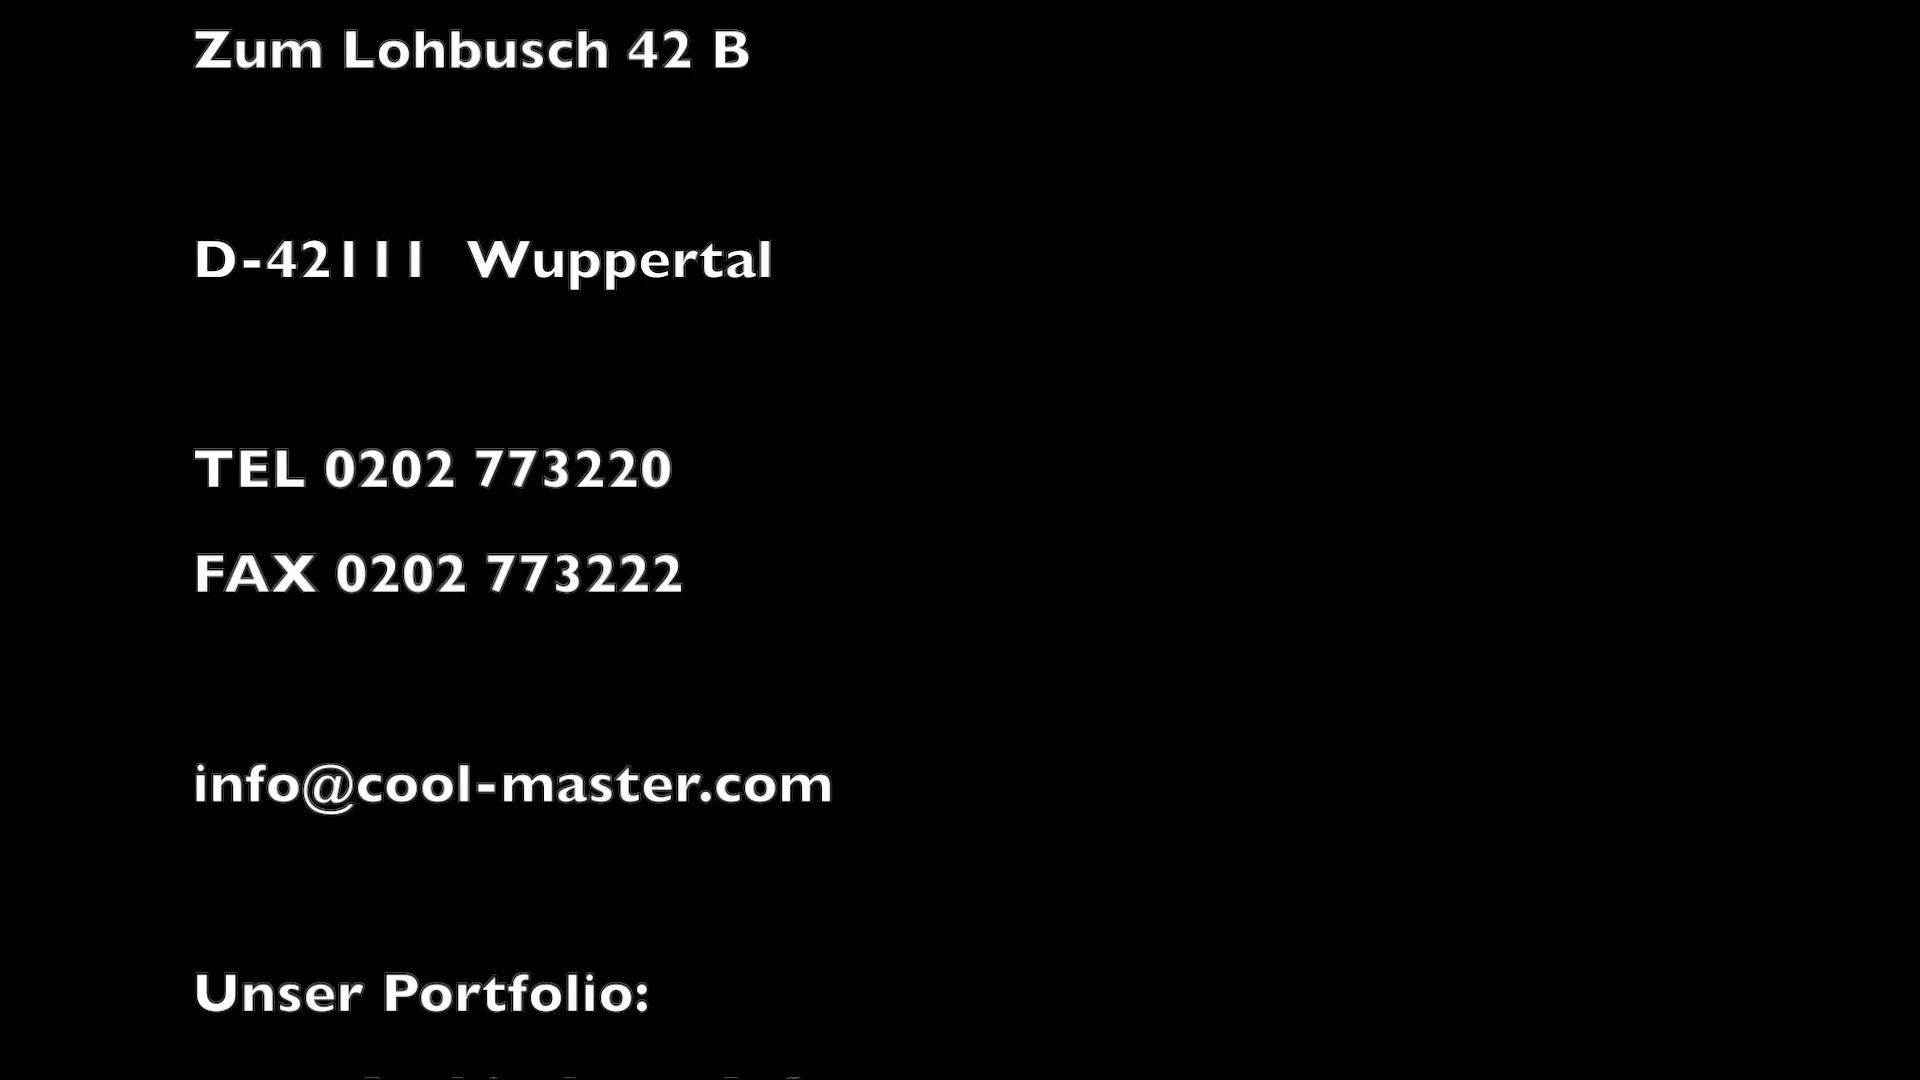 Zum Lohbusch 42 B
D-42111 Wuppertal
TEL 0202 773220
FAX 0202 773222
info@cool-master.com
Unser Portfolio: